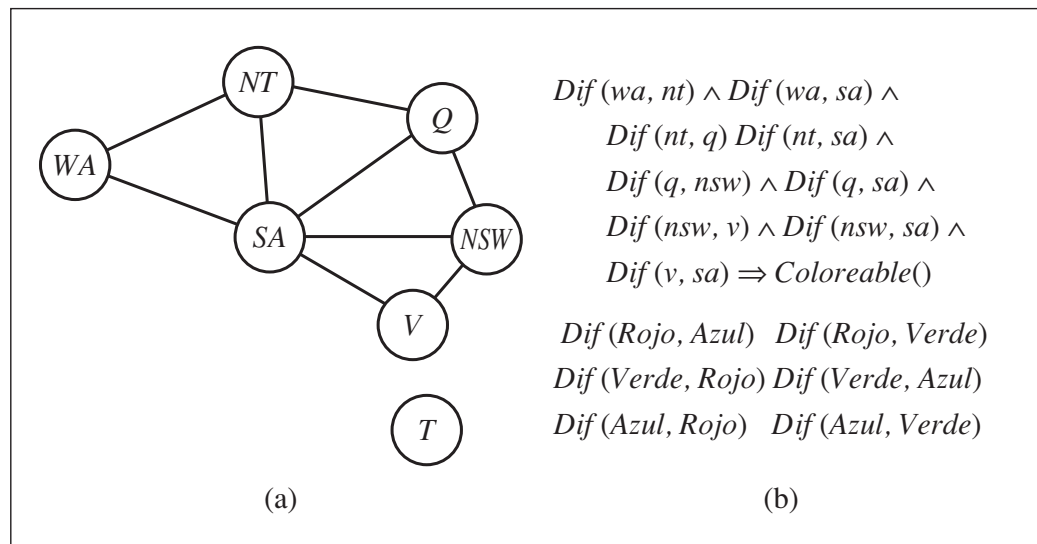 NT
Q
WA
SA
NSW
V
T
(a)
Dif (wa, nt) ∧ Dif (wa, sa) ∧
Dif (nt, q) Dif (nt, sa) ∧
Dif (q, nsw) ∧ Dif (q, sa) ∧
Dif (nsw, v) ∧ Dif (nsw, sa) ∧
Dif (v, sa) ⇒ Coloreable()
Dif (Rojo, Azul) Dif (Rojo, Verde)
Dif (Verde, Rojo) Dif (Verde, Azul)
Dif (Azul, Rojo) Dif (Azul, Verde)
(b)